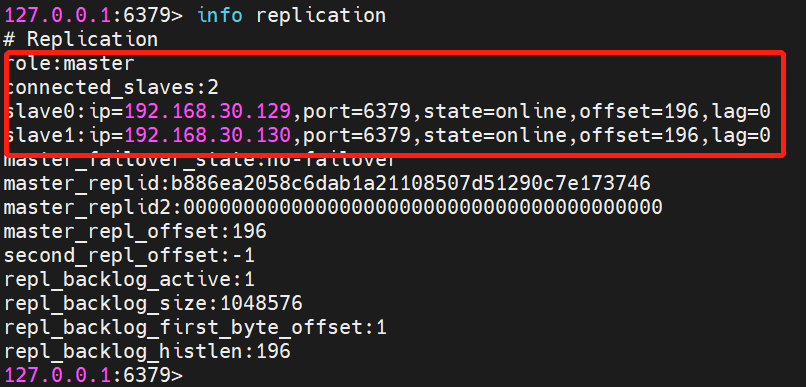 127.0.0.1:6379> info replication
# Replication
role:master
connected_slaves:2
slave0:ip=192.168.30.129,port=6379,state=online,offset=196,lag=0
slave1:ip=192.168.30.130,port=6379,state=online,offset=196,lag=0
master_failover_state:no-failover
master_replid:b886ea2058c6dab1a21108507d51290c7e173746
master_replid2:0000000000000000000000000000000000000000
master_repl_offset:196
second_repl_offset:-1
repl_backlog_active:1
repl_backlog_size:1048576
repl_backlog_first_byte_offset:1
repl_backlog_histlen:196
127.0.0.1:6379>